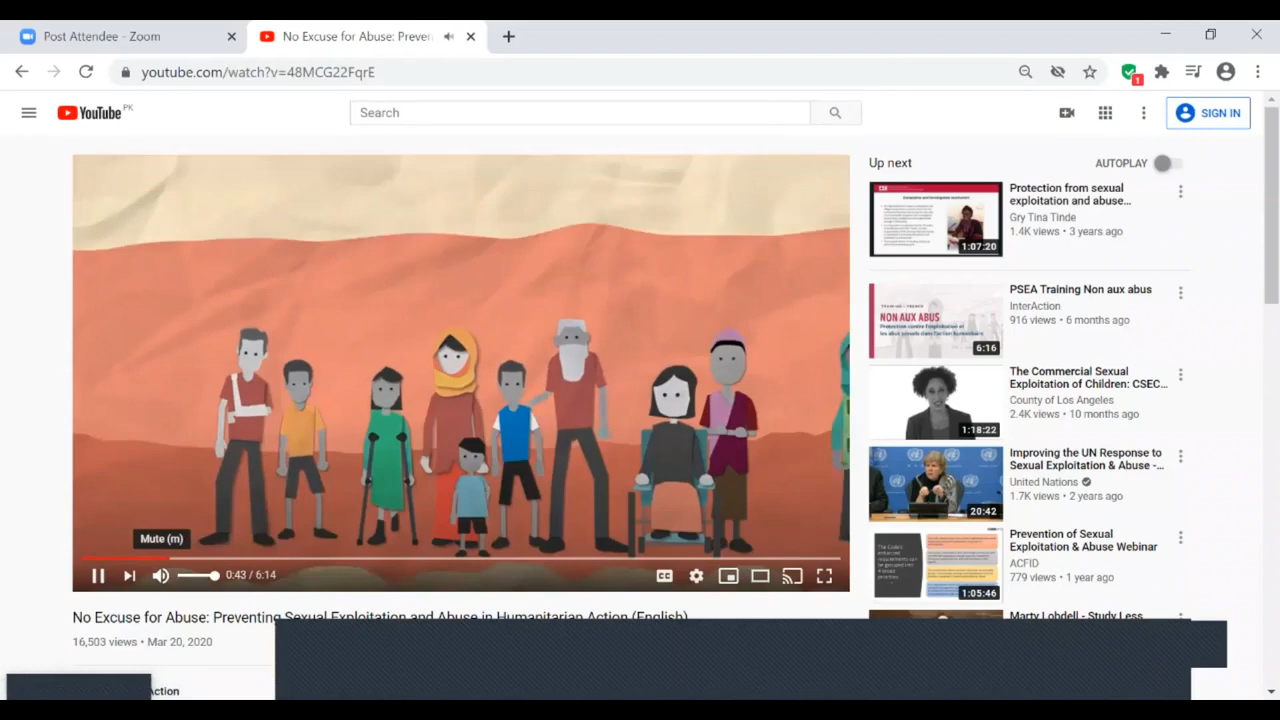 Post Attendee - Zoom
No Excuse for Abuse: Preven
youtube.com/watch?v=48MCG22FqrE
1
YouTube PK
Search
SIGN IN
Up next
AUTOPLAY
Protection from sexual
exploitation and abuse...
Gry Tina Tinde
1.4K views • 3 years ago
1:07:20
PSEA Training Non aux abus
InterAction
916 views • 6 months ago
NON AUX ABUS
6:16
The Commercial Sexual
Exploitation of Children: CSEC...
County of Los Angeles
2.4K views • 10 months ago
1:18:22
Improving the UN Response to
Sexual Exploitation & Abuse -...
United Nations
1.7K views • 2 years ago
20:42
Prevention of Sexual
Exploitation & Abuse Webinar
ACFID
779 views • 1 year ago
1:05:46
Marty Lobdell - Study Less
Mute (m)
0:43 / 6:14
CC
No Excuse for Abuse: Preventing Sexual Exploitation and Abuse in Humanitarian Action (English)
16,503 views • Mar 20, 2020
Action